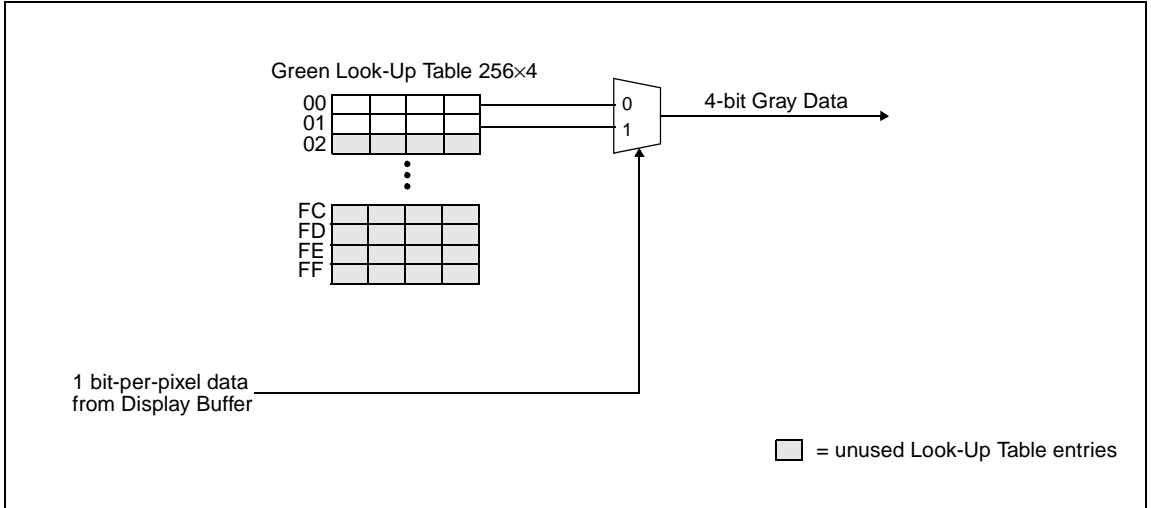 Green Look-Up Table 256×4
00
01
02
FC
FD
FE
FF
0
1
4-bit Gray Data
1 bit-per-pixel data
from Display Buffer
= unused Look-Up Table entries